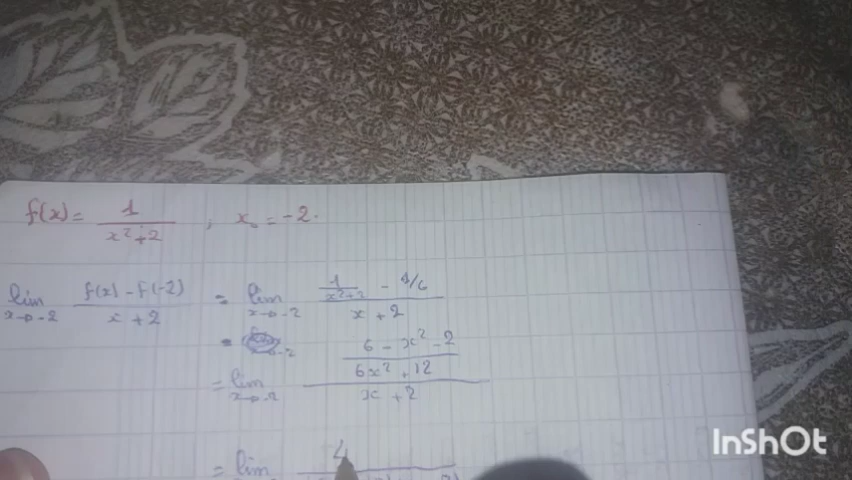 f(x) = 1/(x²+2) , x₀ = -2.
lim x→-2 (f(x) - f(-2))/(x+2) = lim x→-2 (1/(x²+2) - 1/6)/(x+2)
= lim x→-2 ((6 - x² - 2)/(6x² + 12))/(x+2)
= lim 4
InShOt